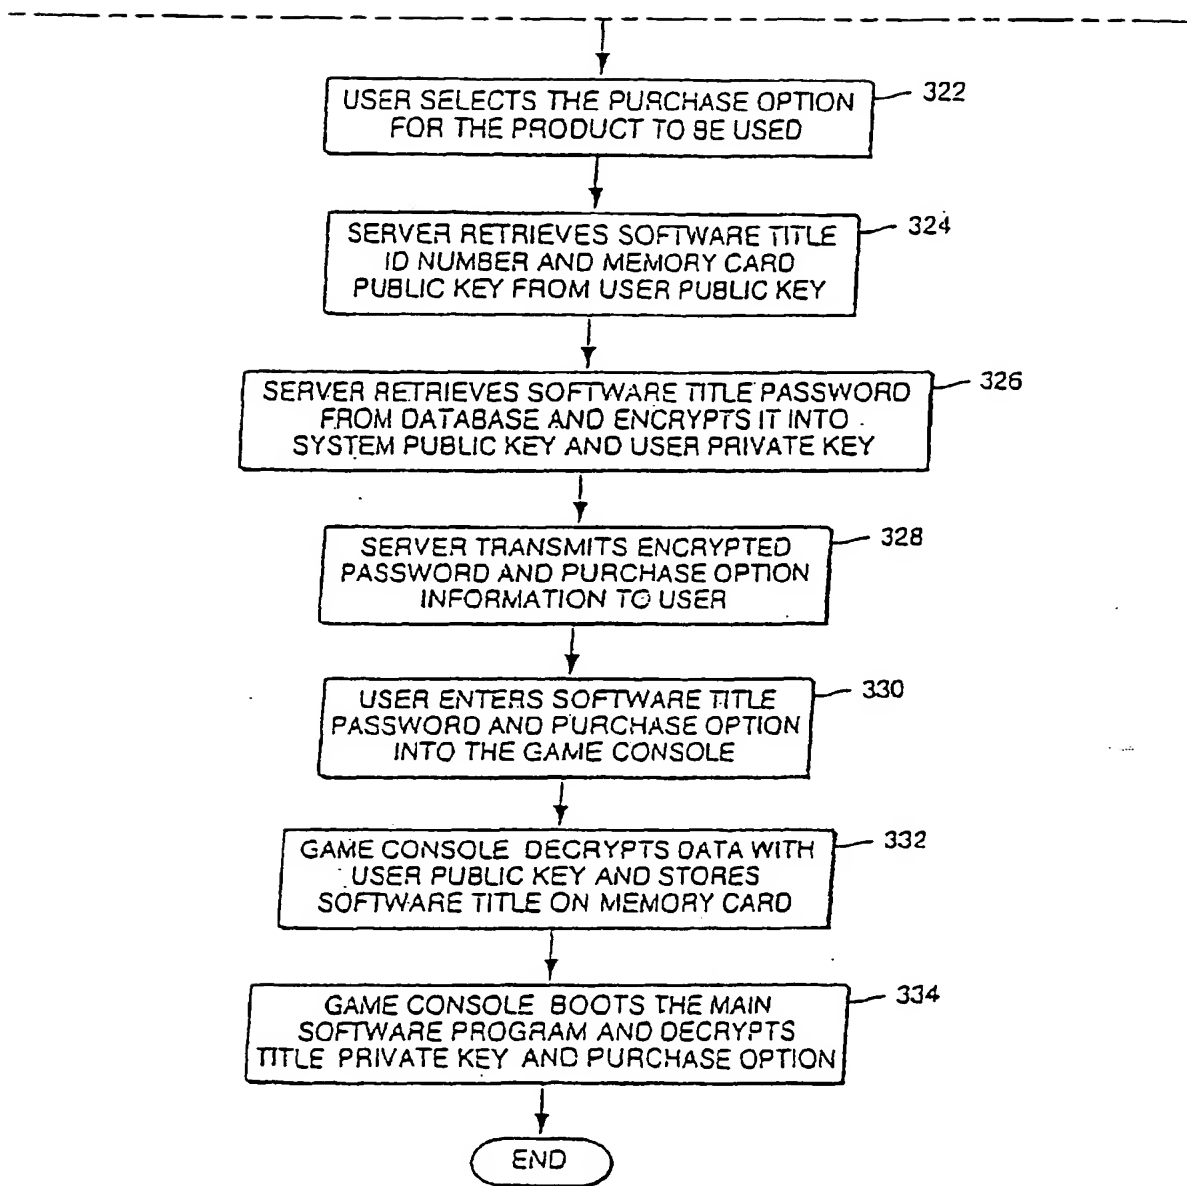 USER SELECTS THE PURCHASE OPTION
FOR THE PRODUCT TO BE USED
322
SERVER RETRIEVES SOFTWARE TITLE
ID NUMBER AND MEMORY CARD
PUBLIC KEY FROM USER PUBLIC KEY
324
SERVER RETRIEVES SOFTWARE TITLE PASSWORD
FROM DATABASE AND ENCRYPTS IT INTO
SYSTEM PUBLIC KEY AND USER PRIVATE KEY
326
SERVER TRANSMITS ENCRYPTED
PASSWORD AND PURCHASE OPTION
INFORMATION TO USER
328
USER ENTERS SOFTWARE TITLE
PASSWORD AND PURCHASE OPTION
INTO THE GAME CONSOLE
330
GAME CONSOLE DECRYPTS DATA WITH
USER PUBLIC KEY AND STORES
SOFTWARE TITLE ON MEMORY CARD
332
GAME CONSOLE BOOTS THE MAIN
SOFTWARE PROGRAM AND DECRYPTS
TITLE PRIVATE KEY AND PURCHASE OPTION
334
END